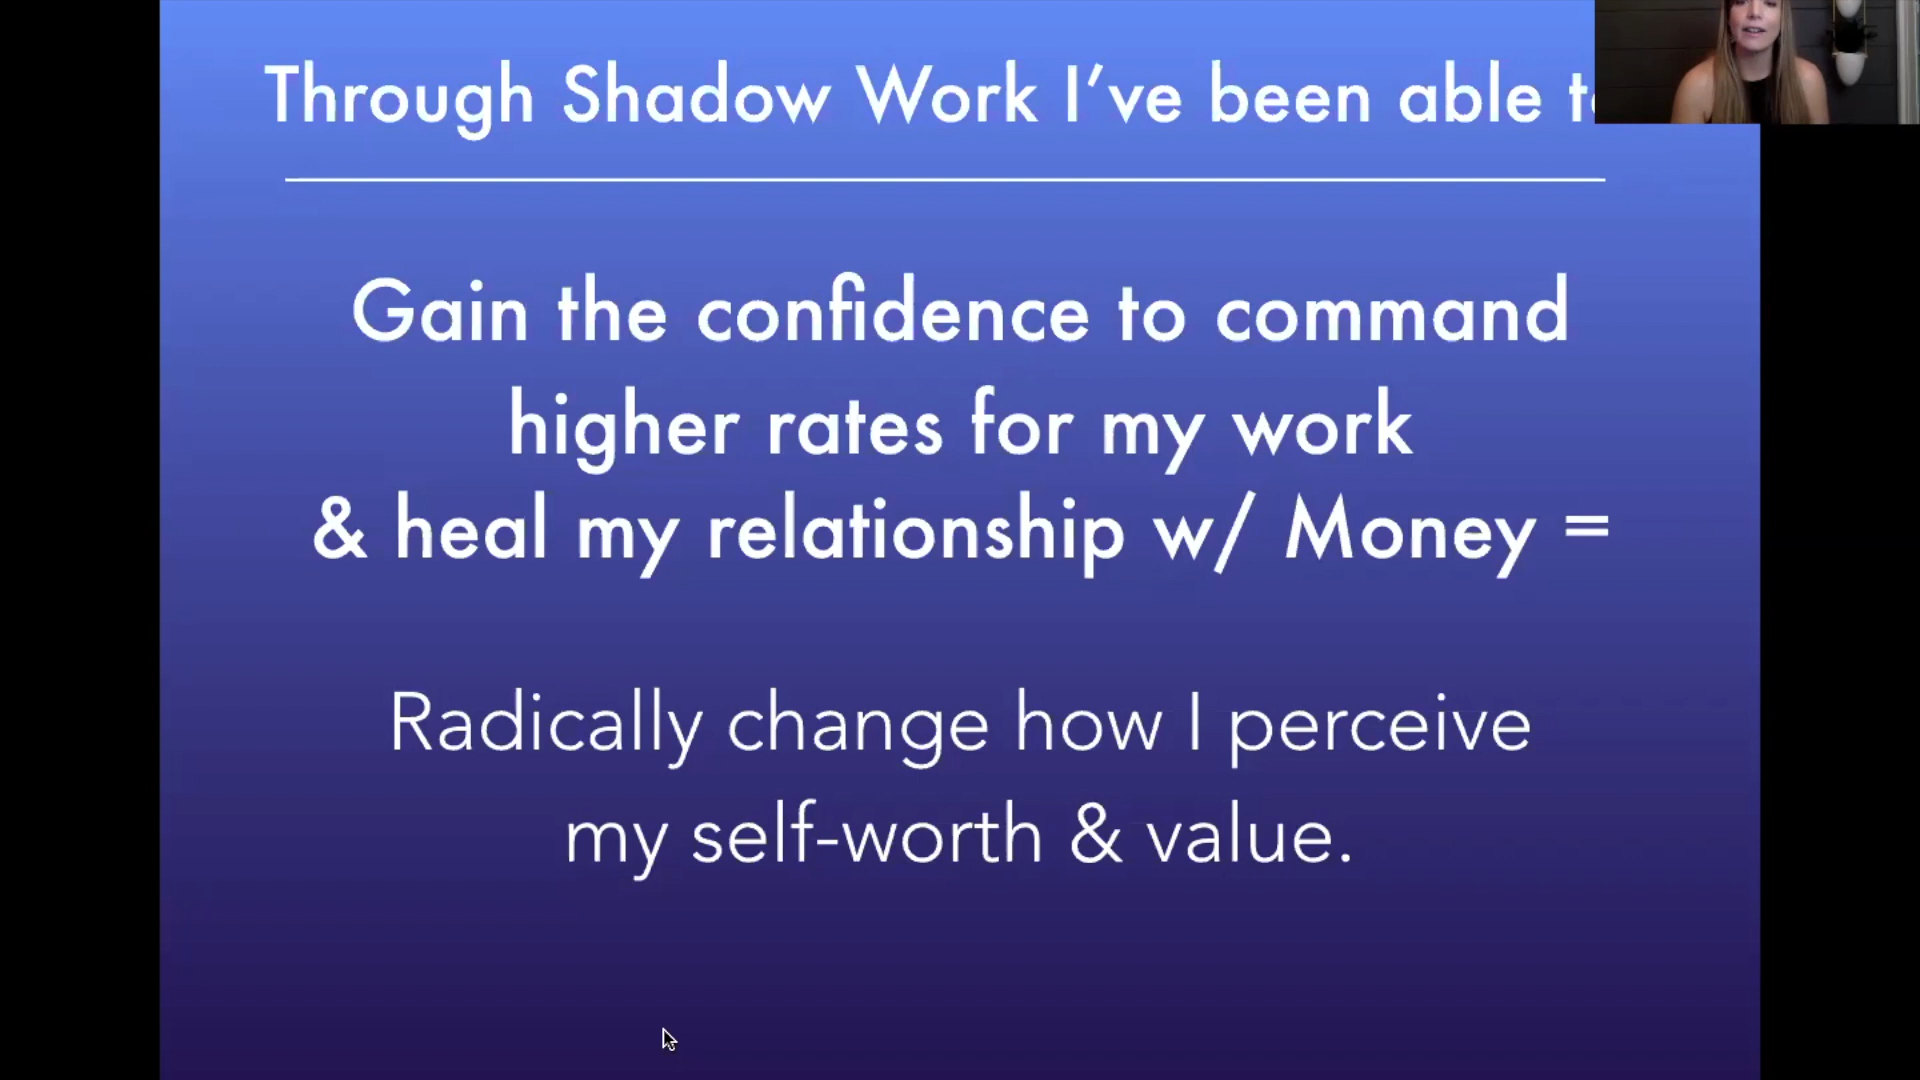 Through Shadow Work I’ve been able
Gain the confidence to command
higher rates for my work
& heal my relationship w/ Money =
Radically change how I perceive
my self-worth & value.